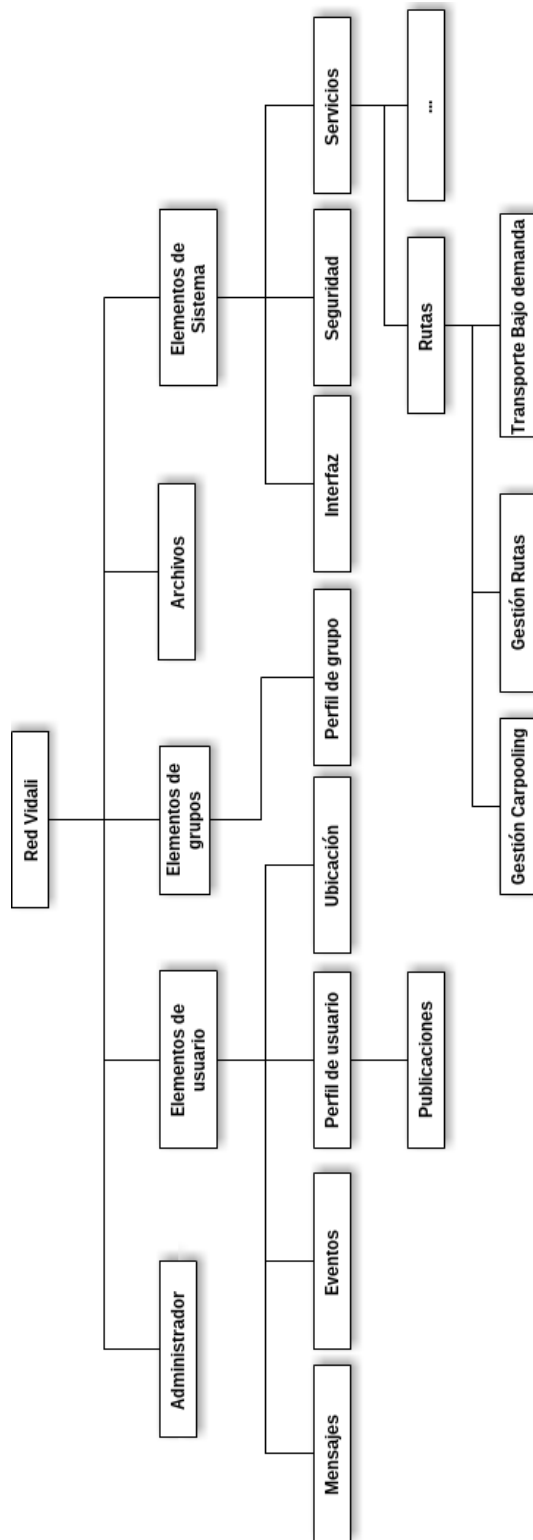 Red Vidali
Administrador
Elementos de
usuario
Elementos de
grupos
Archivos
Elementos de
Sistema
Mensajes
Eventos
Perfil de usuario
Ubicación
Perfil de grupo
Interfaz
Seguridad
Servicios
Publicaciones
Rutas
...
Gestión Carpooling
Gestión Rutas
Transporte Bajo demanda